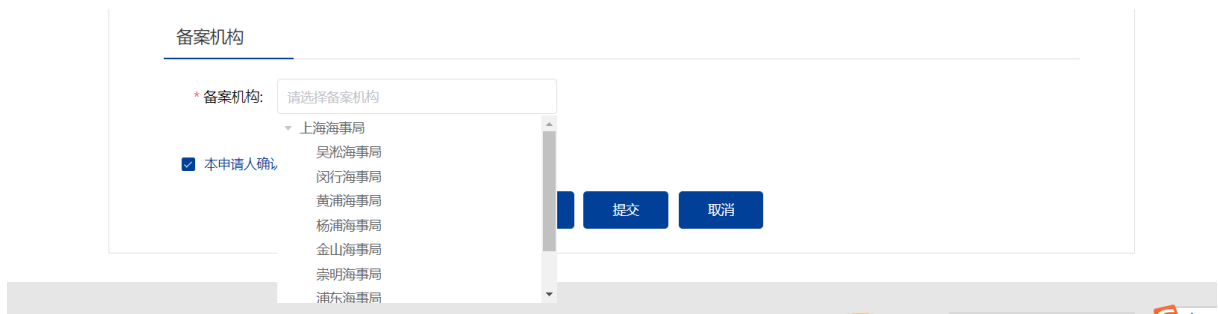 备案机构
* 备案机构:
请选择备案机构
上海海事局
吴淞海事局
本申请人确认
闵行海事局
黄浦海事局
提交
取消
杨浦海事局
金山海事局
崇明海事局
浦东海事局